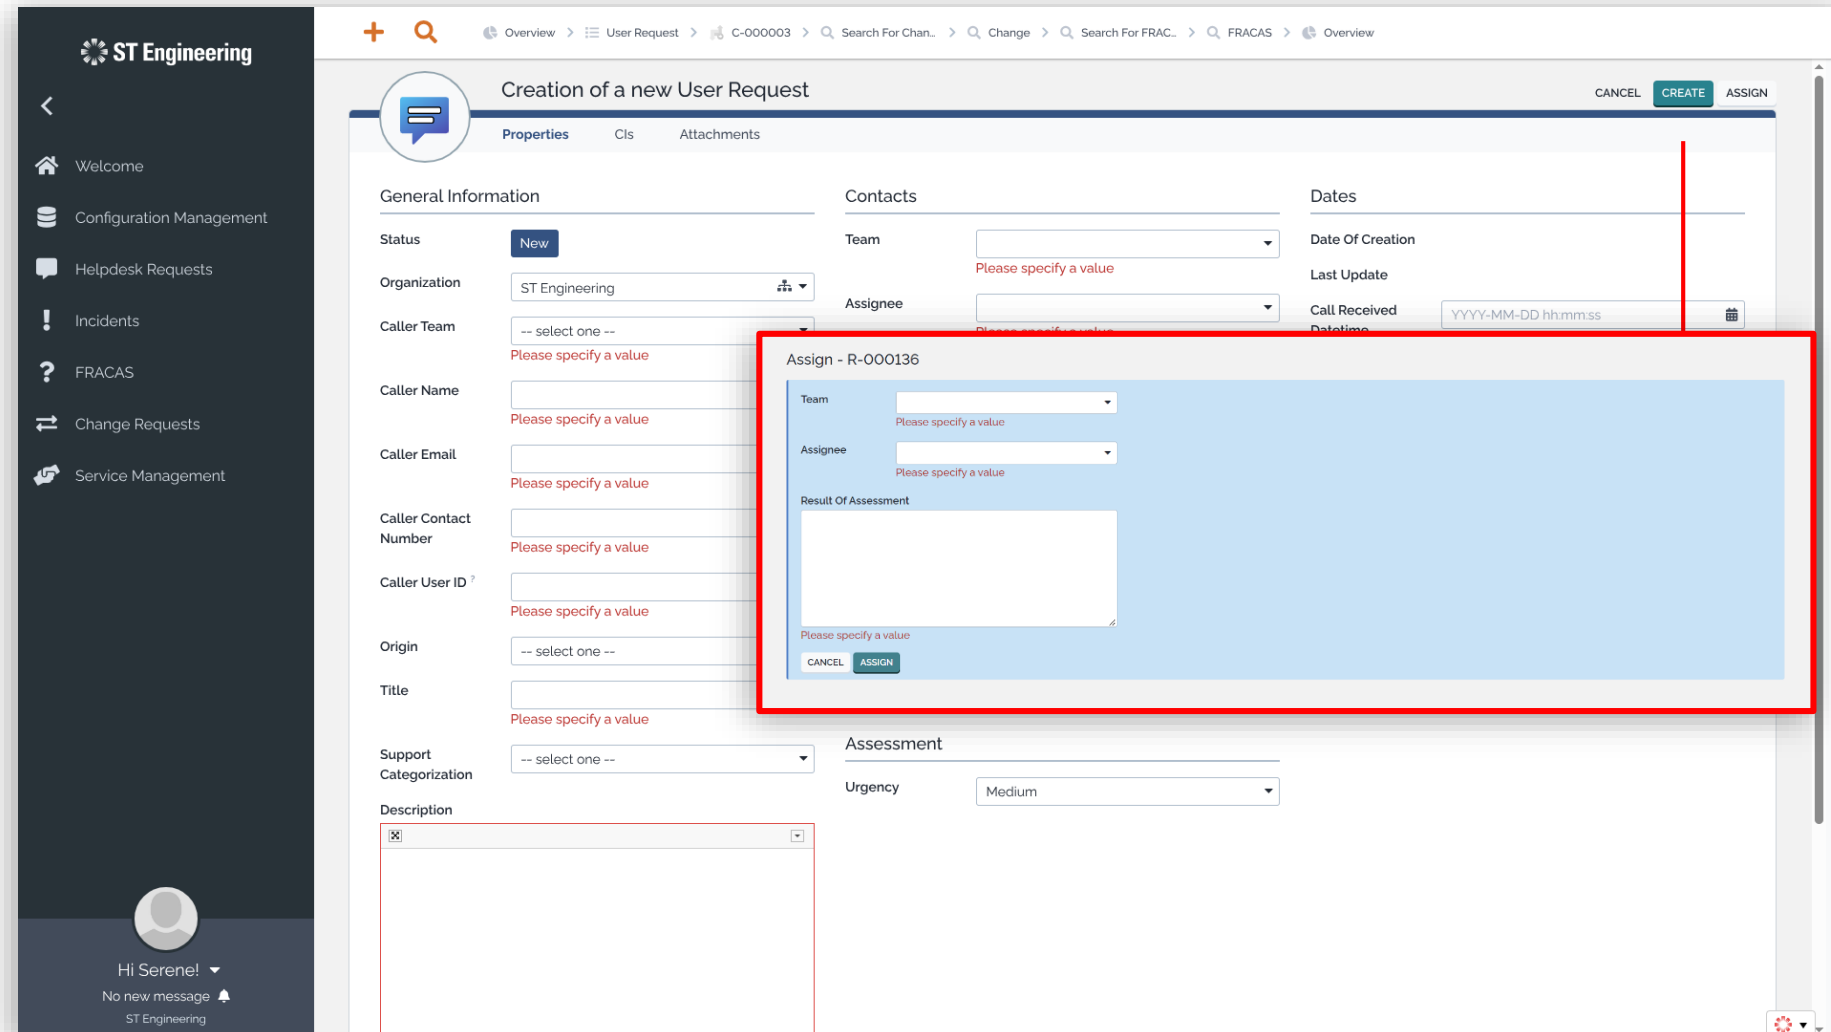 ST Engineering
Welcome
Configuration Management
Helpdesk Requests
Incidents
FRACAS
Change Requests
Service Management
Hi Serene!
No new message
ST Engineering
Overview
User Request
C-000003
Search For Chan...
Change
Search For FRAC...
FRACAS
Overview
Creation of a new User Request
CANCEL
CREATE
ASSIGN
Properties
CIs
Attachments
General Information
Status
New
Organization
ST Engineering
Caller Team
-- select one --
Please specify a value
Caller Name
Please specify a value
Caller Email
Please specify a value
Caller Contact
Number
Please specify a value
Caller User ID ?
Please specify a value
Origin
-- select one --
Title
Please specify a value
Support
Categorization
-- select one --
Description
Contacts
Team
Please specify a value
Assignee
Please specify a value
Dates
Date Of Creation
Last Update
Call Received
Datetime
YYYY-MM-DD hh:mm:ss
Assign - R-000136
Team
Please specify a value
Assignee
Please specify a value
Result Of Assessment
Please specify a value
CANCEL
ASSIGN
Assessment
Urgency
Medium